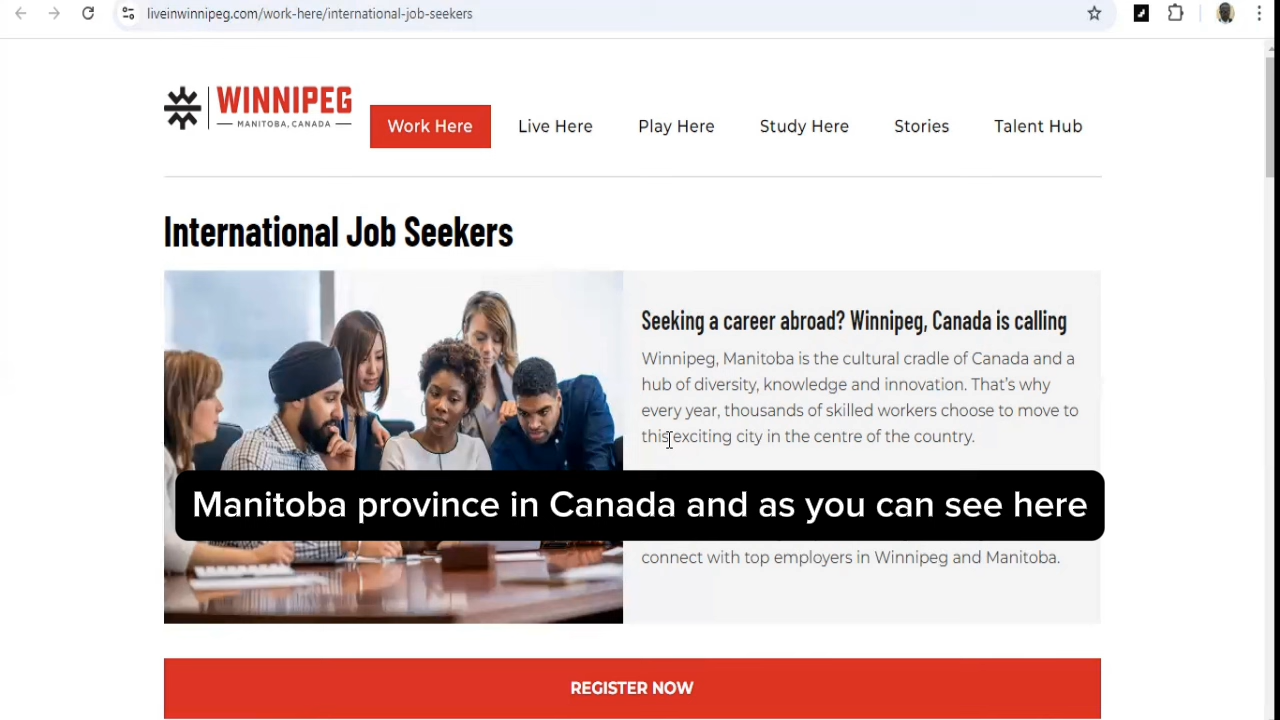 liveinwinnipeg.com/work-here/international-job-seekers
WINNIPEG
MANITOBA, CANADA
Work Here
Live Here
Play Here
Study Here
Stories
Talent Hub
International Job Seekers
Seeking a career abroad? Winnipeg, Canada is calling
Winnipeg, Manitoba is the cultural cradle of Canada and a
hub of diversity, knowledge and innovation. That’s why
every year, thousands of skilled workers choose to move to
this exciting city in the centre of the country.
Manitoba province in Canada and as you can see here
connect with top employers in Winnipeg and Manitoba.
REGISTER NOW